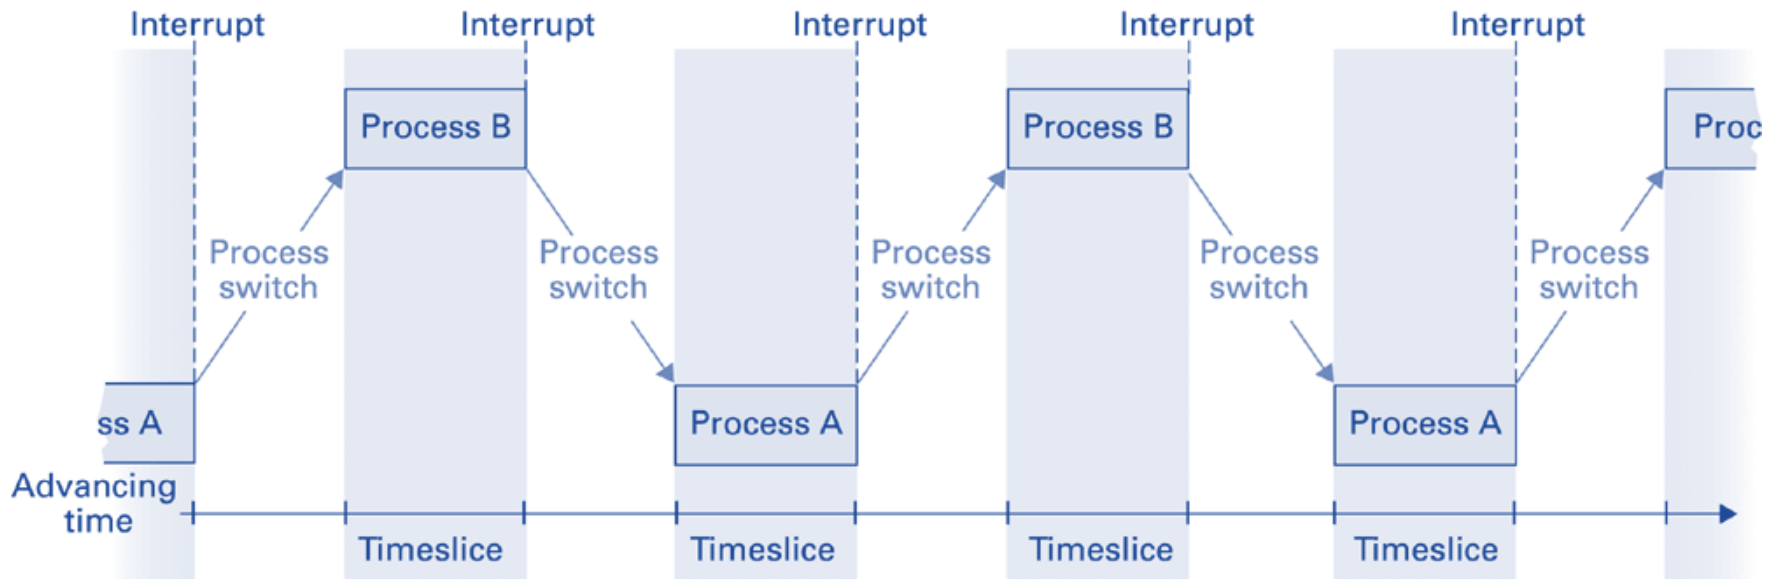 Interrupt
Interrupt
Interrupt
Interrupt
Interrupt
Process B
Process B
Proc
Process
switch
Process
switch
Process
switch
Process
switch
Process
switch
ss A
Process A
Process A
Advancing
time
Timeslice
Timeslice
Timeslice
Timeslice